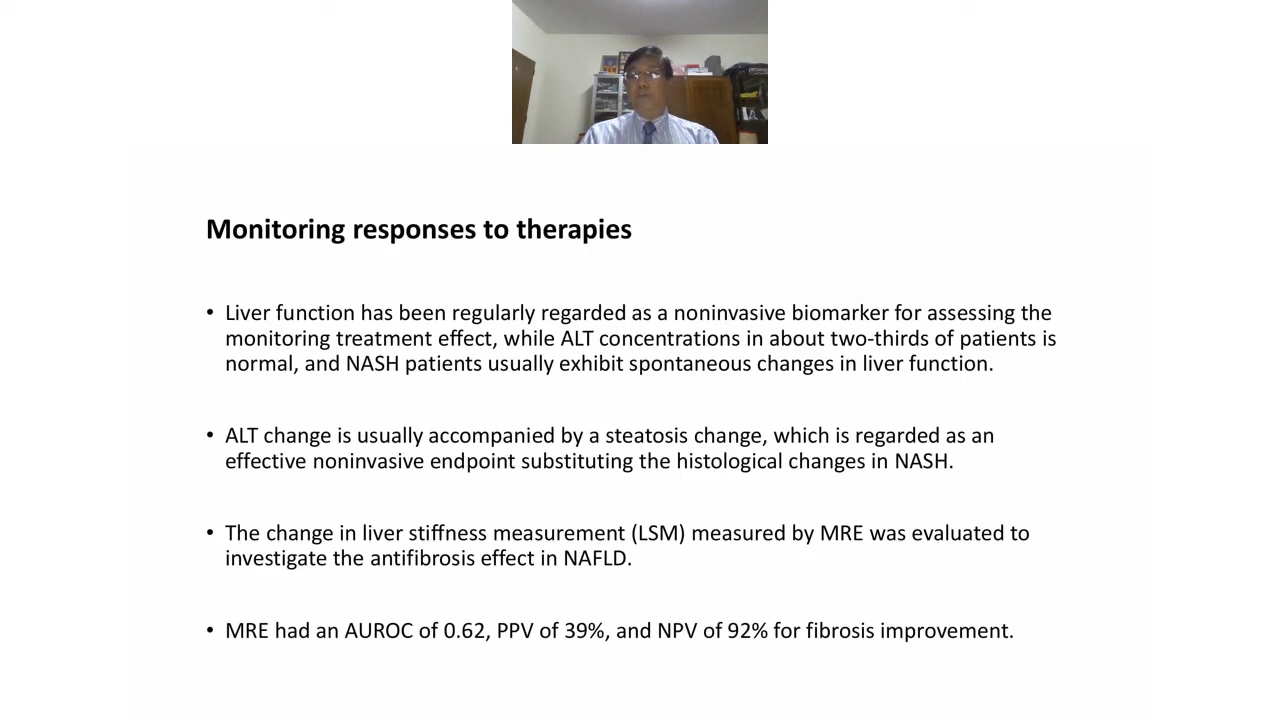 Monitoring responses to therapies
• Liver function has been regularly regarded as a noninvasive biomarker for assessing the
monitoring treatment effect, while ALT concentrations in about two-thirds of patients is
normal, and NASH patients usually exhibit spontaneous changes in liver function.
• ALT change is usually accompanied by a steatosis change, which is regarded as an
effective noninvasive endpoint substituting the histological changes in NASH.
• The change in liver stiffness measurement (LSM) measured by MRE was evaluated to
investigate the antifibrosis effect in NAFLD.
• MRE had an AUROC of 0.62, PPV of 39%, and NPV of 92% for fibrosis improvement.